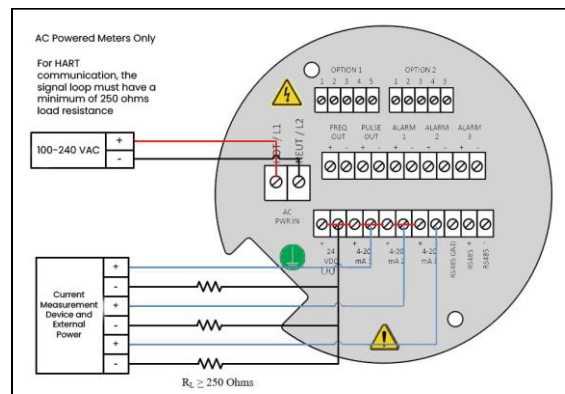 AC Powered Meters Only
For HART
communication, the
signal loop must have a
minimum of 250 ohms
load resistance
OPTION 1
OPTION 2
1 2 3 4 5
1 2 3 4 5
FREQ
OUT
PULSE
OUT
ALARM
1
ALARM
2
ALARM
3
+ - + - + - + - + -
/ L1
NEUT / L2
100-240 VAC
+
-
AC
PWR IN
+
24
VDC
+
4-20
mA 1
+
4-20
mA 2
+
4-20
mA
RS485 GND
+
RS485
-
RS485
Current
Measurement
Device and
External
Power
+
-
+
-
+
-
RL ≥ 250 Ohms